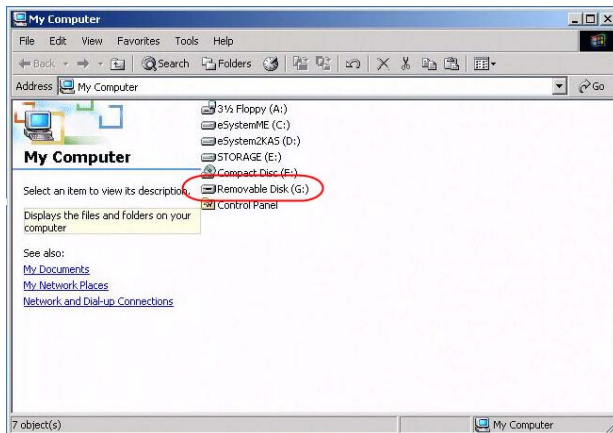 My Computer
File Edit View Favorites Tools Help
Back Search Folders
Address My Computer Go
3½ Floppy (A:)
eSystemME (C:)
eSystem2KAS (D:)
STORAGE (E:)
Compact Disc (F:)
Removable Disk (G:)
Control Panel
My Computer
Select an item to view its description.
Displays the files and folders on your
computer
See also:
My Documents
My Network Places
Network and Dial-up Connections
7 object(s) My Computer